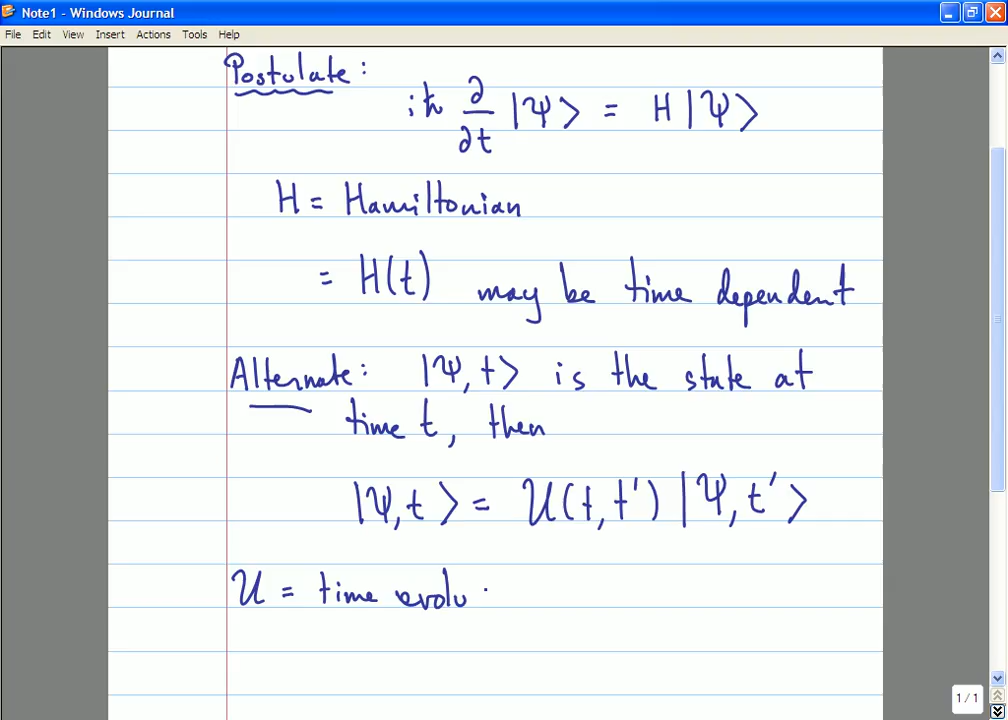 Note1 - Windows Journal
File Edit View Insert Actions Tools Help
Postulate:
iħ ∂/∂t |Ψ⟩ = H |Ψ⟩
H = Hamiltonian
= H(t) may be time dependent
Alternate: |Ψ, t⟩ is the state at
time t, then
|Ψ, t⟩ = U(t, t') |Ψ, t'⟩
U = time evolu
1 / 1